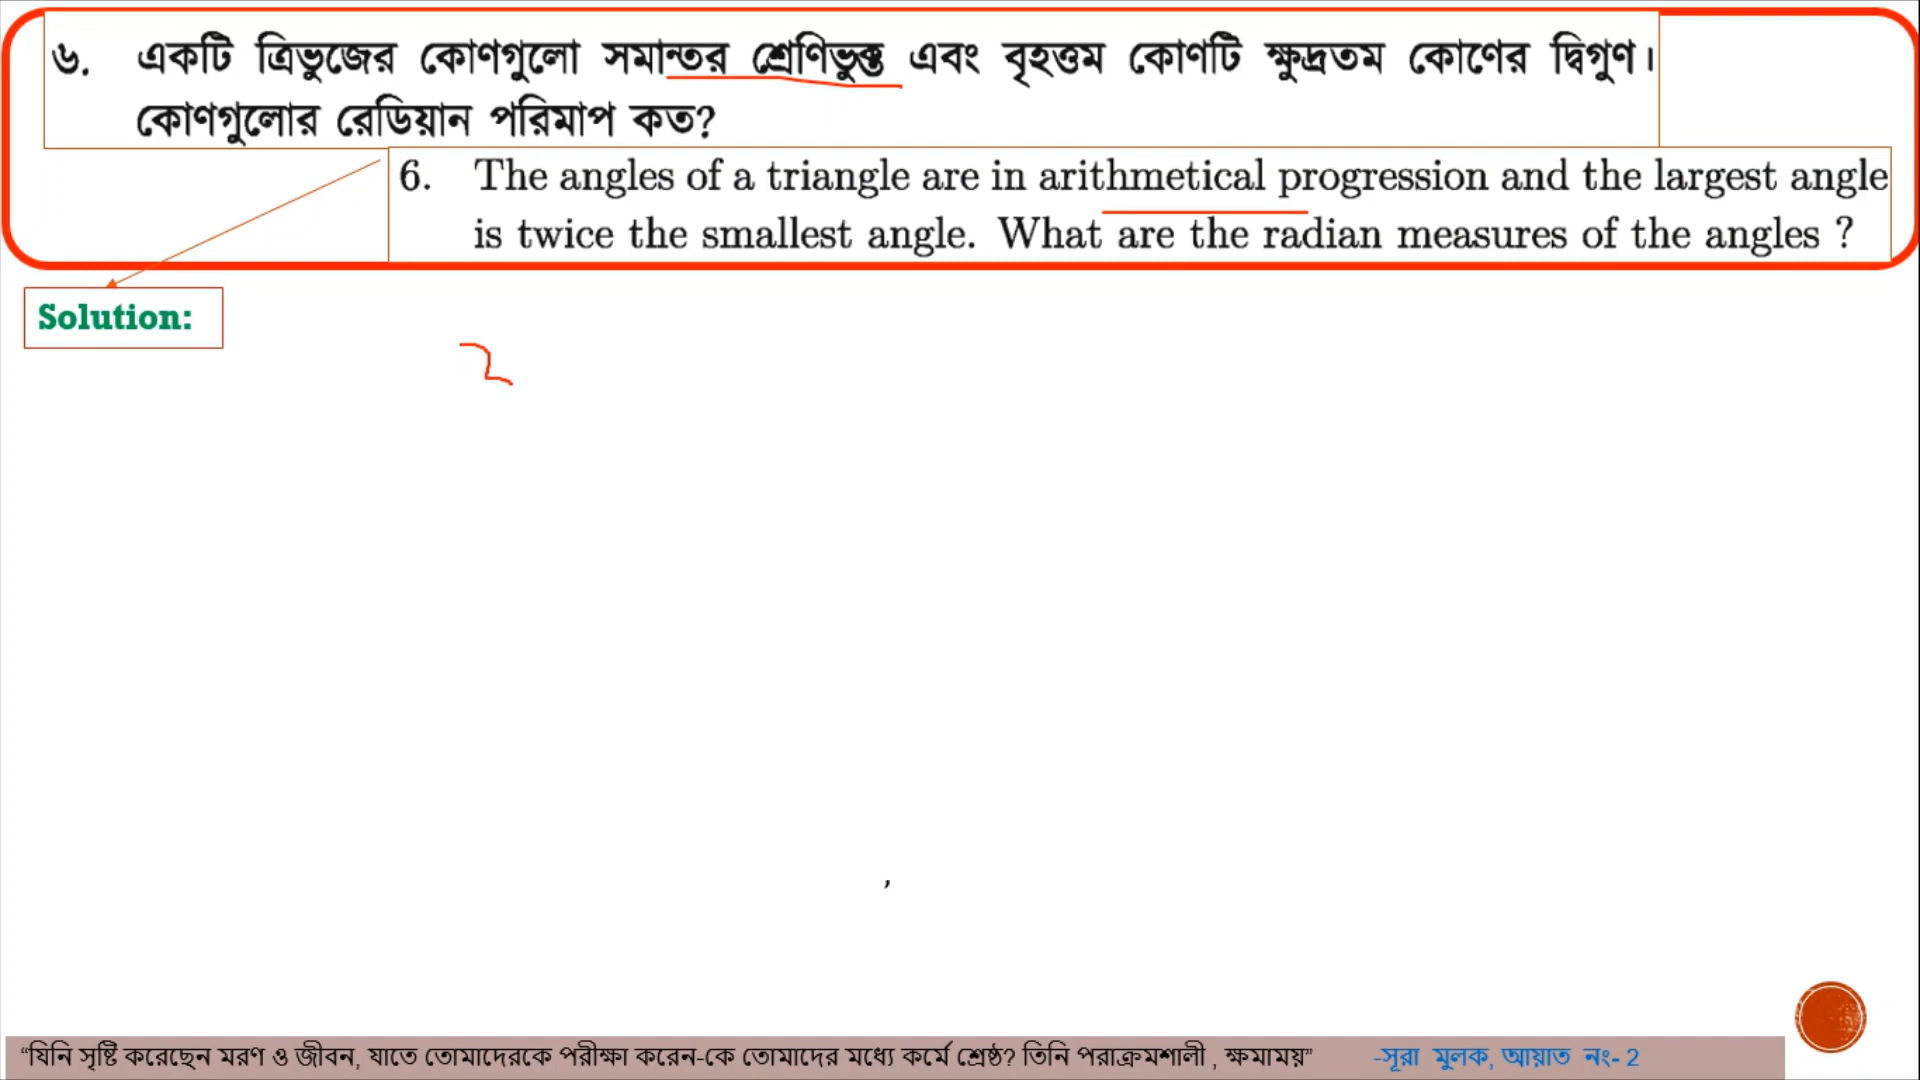 ৬. একটি ত্রিভুজের কোণগুলো সমান্তর শ্রেণিভুক্ত এবং বৃহত্তম কোণটি ক্ষুদ্রতম কোণের দ্বিগুণ।
কোণগুলোর রেডিয়ান পরিমাপ কত?
6. The angles of a triangle are in arithmetical progression and the largest angle
is twice the smallest angle. What are the radian measures of the angles ?
Solution:
,
“যিনি সৃষ্টি করেছেন মরণ ও জীবন, যাতে তোমাদেরকে পরীক্ষা করেন-কে তোমাদের মধ্যে কর্মে শ্রেষ্ঠ? তিনি পরাক্রমশালী , ক্ষমাময়” -সূরা মুলক, আয়াত নং- 2